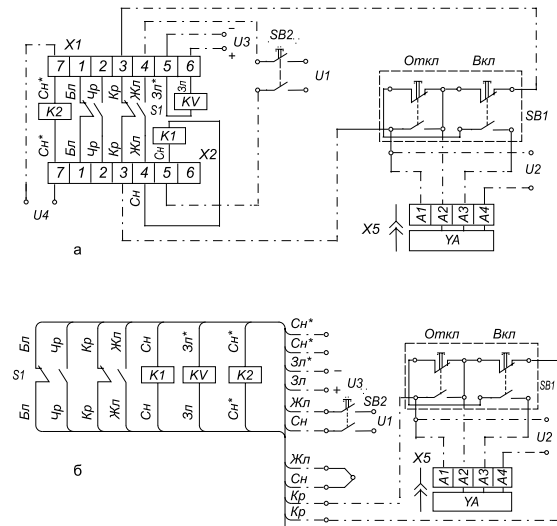 X1
7 1 2 3 4 5 6
Сн* Бл Чр Кр Жл Зл* Зл
K2 S1 KV
K1
Сн* Бл Чр Кр Жл Сн X2
7 1 2 3 4 5 6
Сн
U4
а
−
U3
+
SB2
U1
Откл Вкл
SB1
U2
X5
A1 A2 A3 A4
YA
Бл Чр Кр Жл Сн Зл* Сн*
S1 K1 KV K2
Бл Чр Кр Жл Сн Зл Сн*
б
Сн*
Сн*
Зл* −
Зл + U3
Жл SB2
Сн U1
Жл
Сн
Кр
Кр
Откл Вкл
SB1
U2
X5
A1 A2 A3 A4
YA